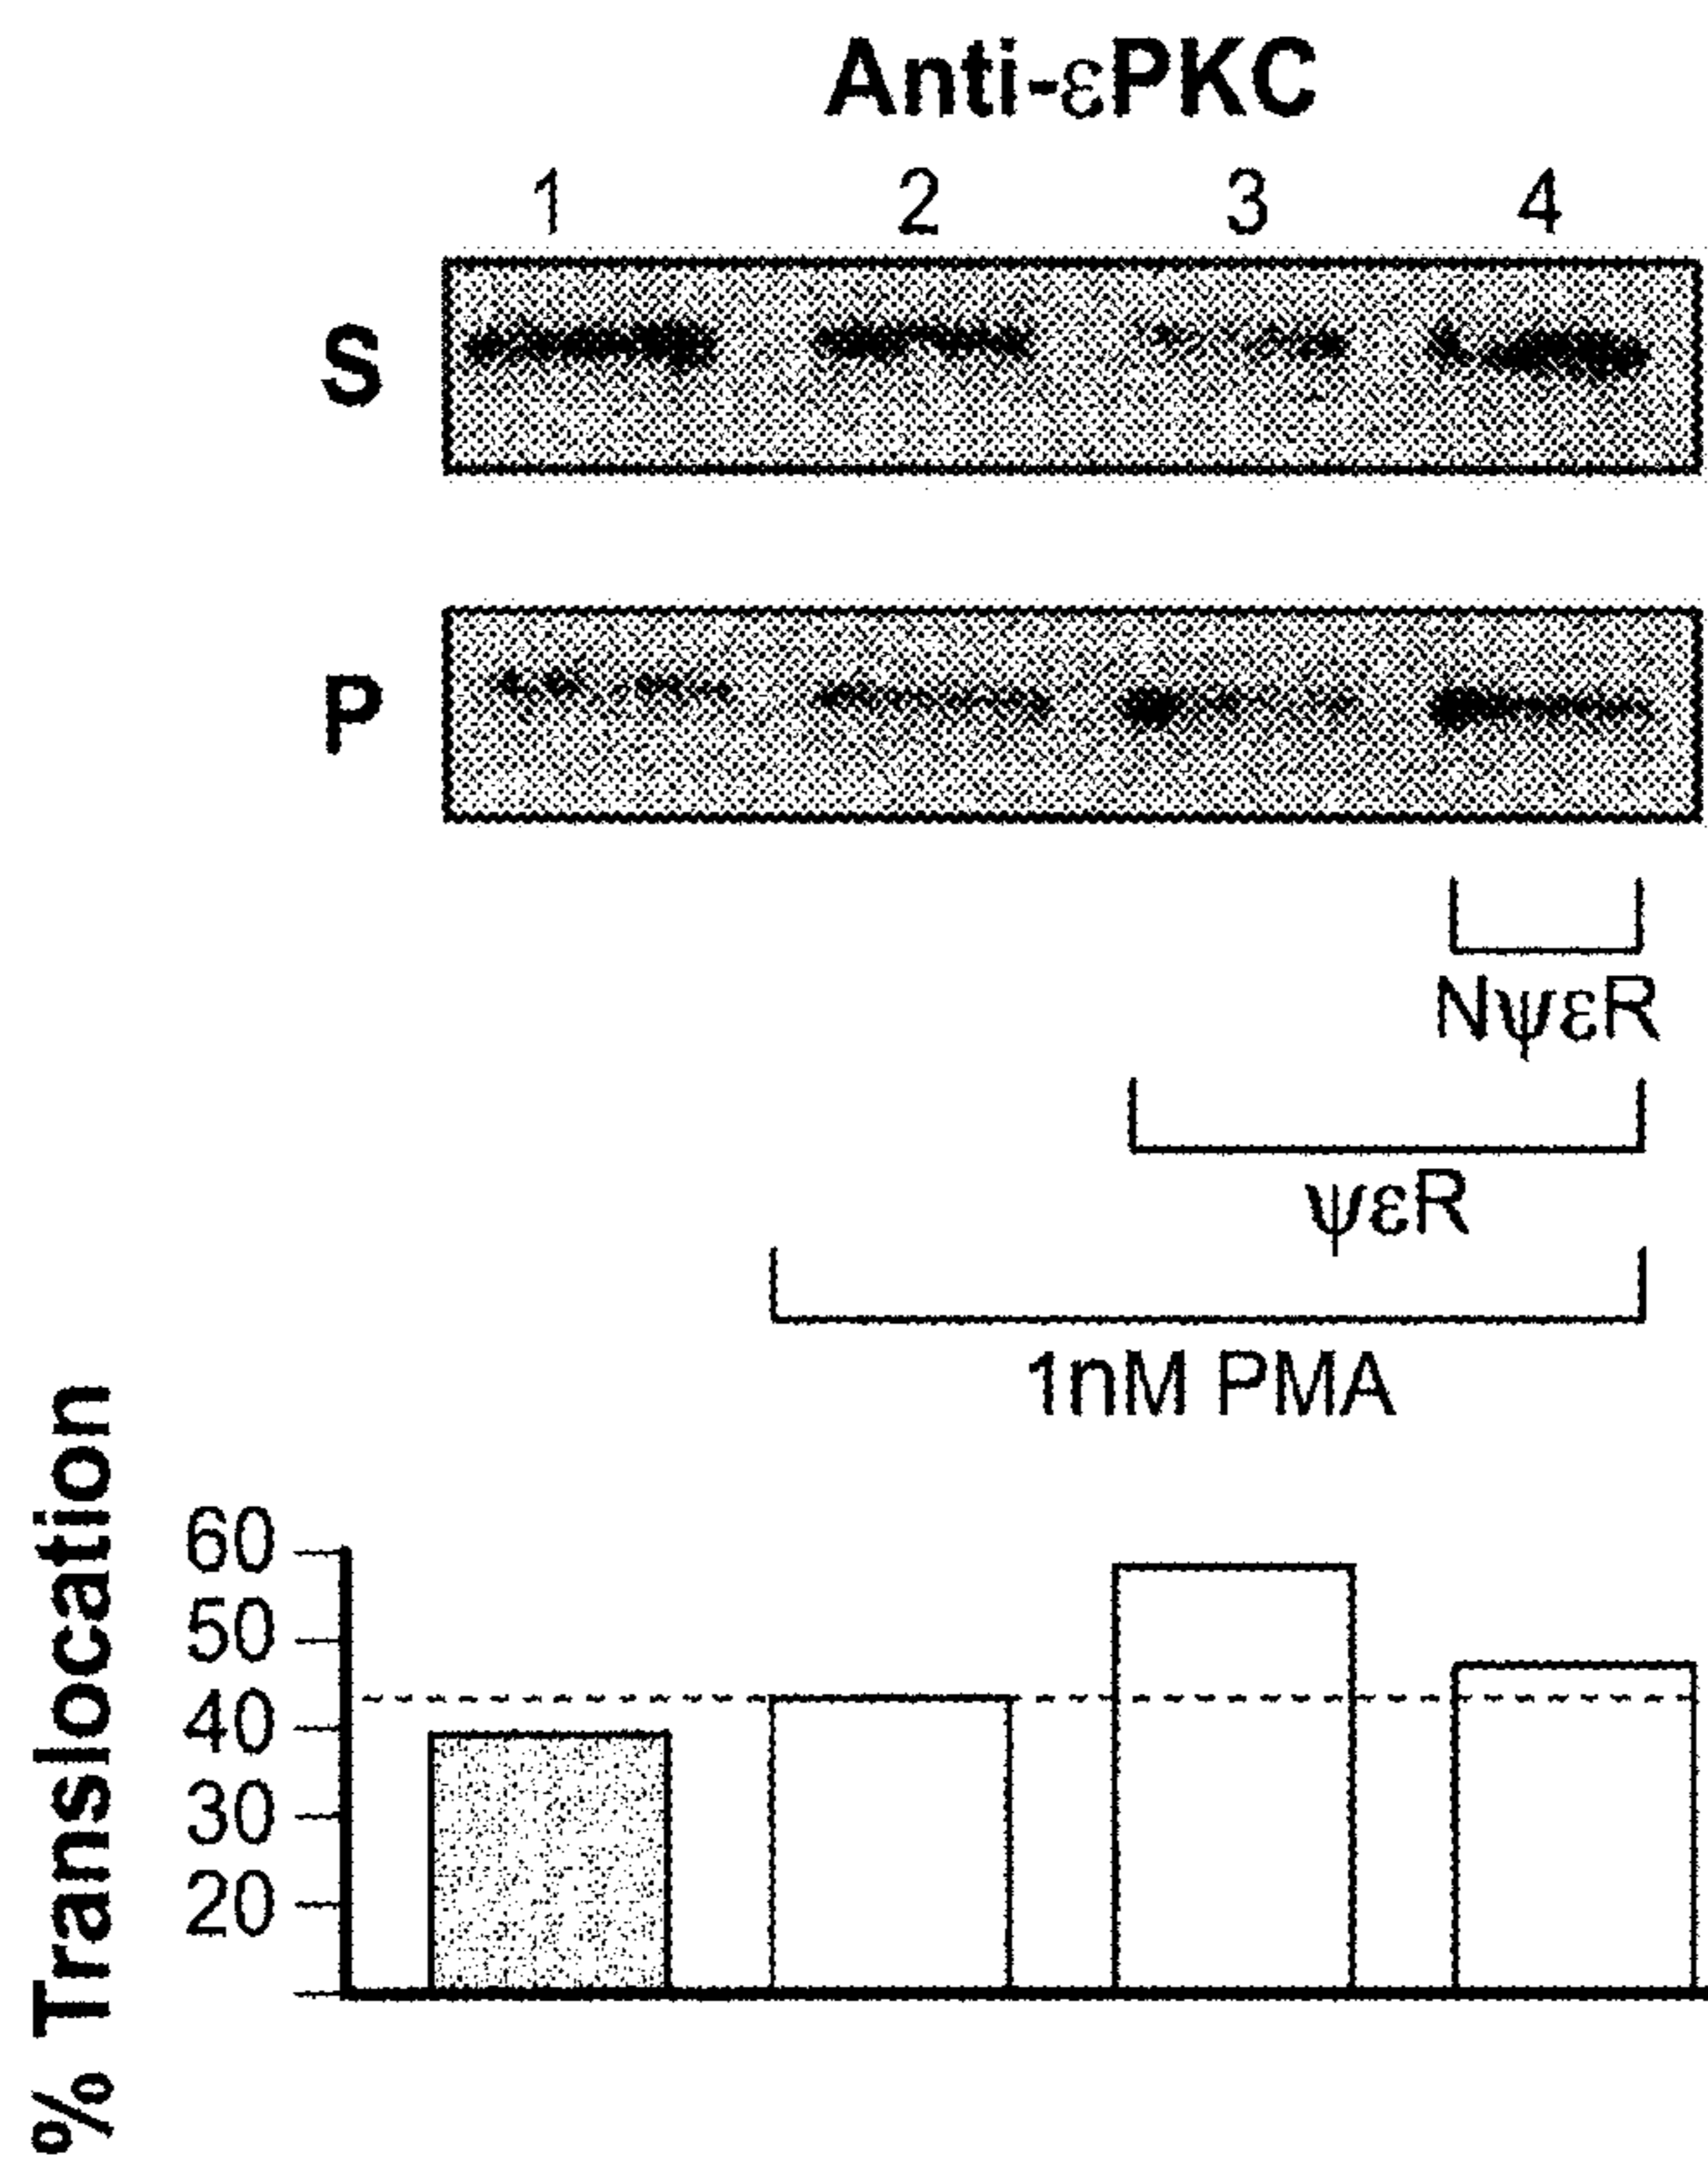 Anti-εPKC
1 2 3 4
S
P
NψεR
ψεR
1nM PMA
% Translocation
60
50
40
30
20